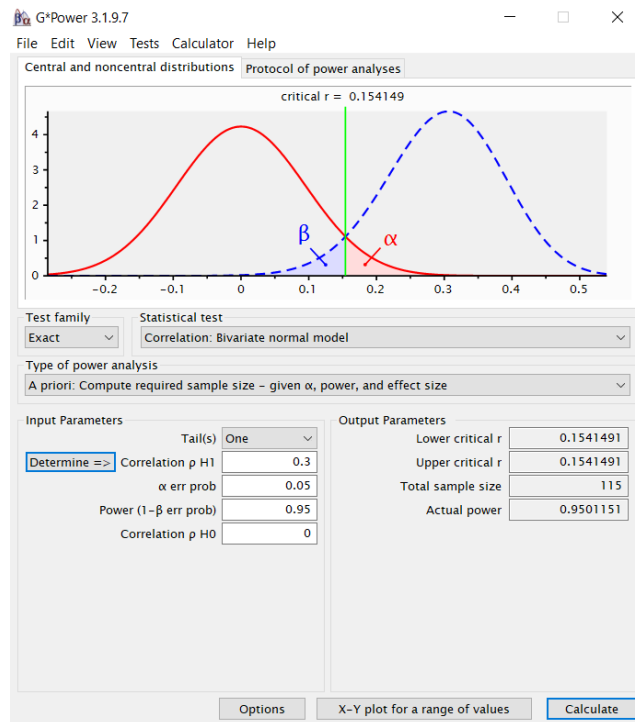 βα G*Power 3.1.9.7
File Edit View Tests Calculator Help
Central and noncentral distributions Protocol of power analyses
critical r = 0.154149
4
3
2
1
0
β α
-0.2 -0.1 0 0.1 0.2 0.3 0.4 0.5
Test family Statistical test
Exact Correlation: Bivariate normal model
Type of power analysis
A priori: Compute required sample size - given α, power, and effect size
Input Parameters Output Parameters
Tail(s) One Lower critical r 0.1541491
Determine => Correlation ρ H1 0.3 Upper critical r 0.1541491
α err prob 0.05 Total sample size 115
Power (1-β err prob) 0.95 Actual power 0.9501151
Correlation ρ H0 0
Options X-Y plot for a range of values Calculate